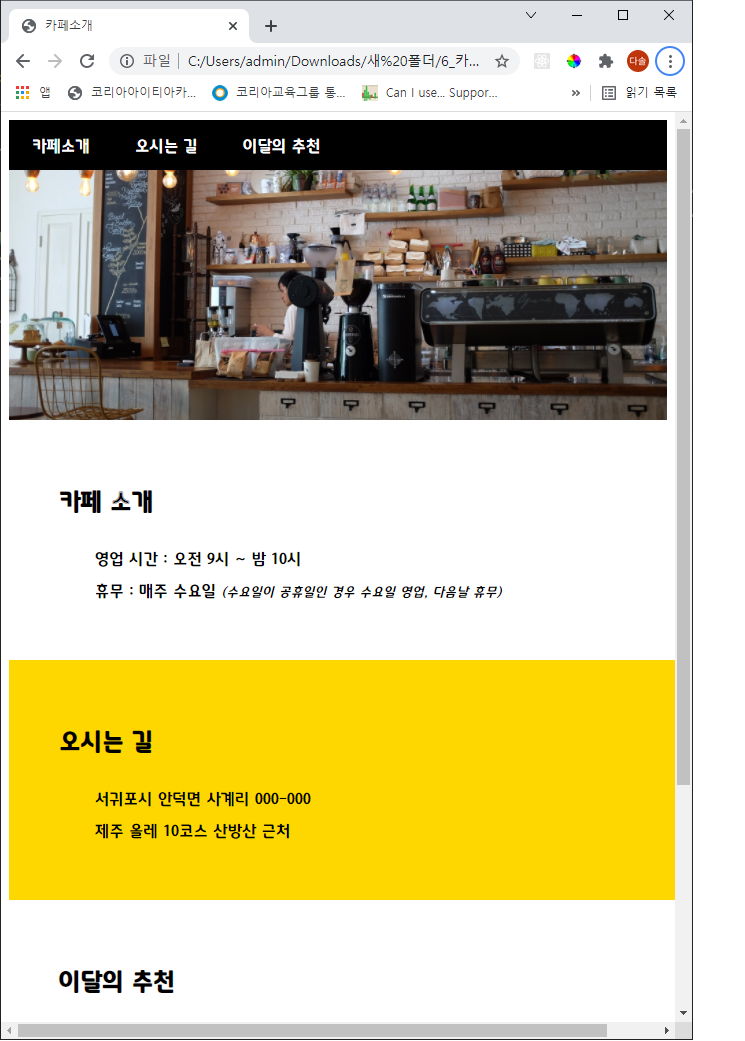 카페소개
파일 | C:/Users/admin/Downloads/새%20폴더/6_카...
다솔
앱 코리아아이티아카... 코리아교육그룹 통... Can I use... Suppor... » 읽기 목록
카페소개 오시는 길 이달의 추천
카페 소개
영업 시간 : 오전 9시 ~ 밤 10시
휴무 : 매주 수요일 (수요일이 공휴일인 경우 수요일 영업, 다음날 휴무)
오시는 길
서귀포시 안덕면 사계리 000-000
제주 올레 10코스 산방산 근처
이달의 추천